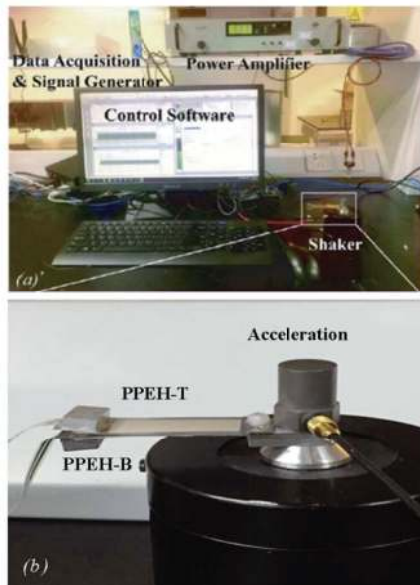 Data Acquisition
& Signal Generator
Power Amplifier
Control Software
Shaker
(a)
Acceleration
PPEH-T
PPEH-B
(b)